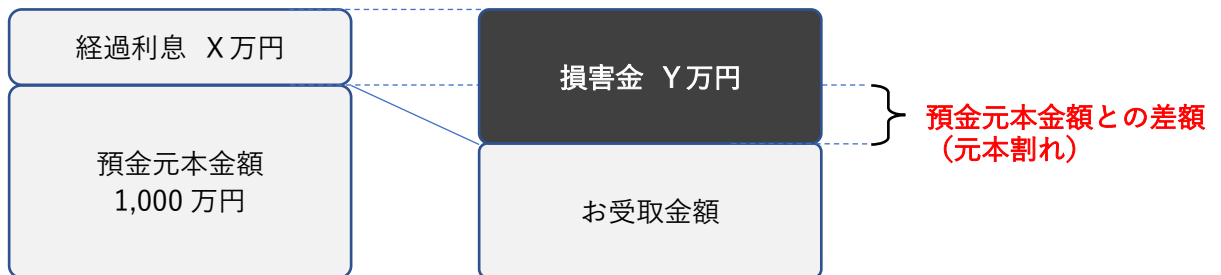 経過利息 X万円
預金元本金額
1,000 万円
損害金 Y万円
お受取金額
預金元本金額との差額
（元本割れ）